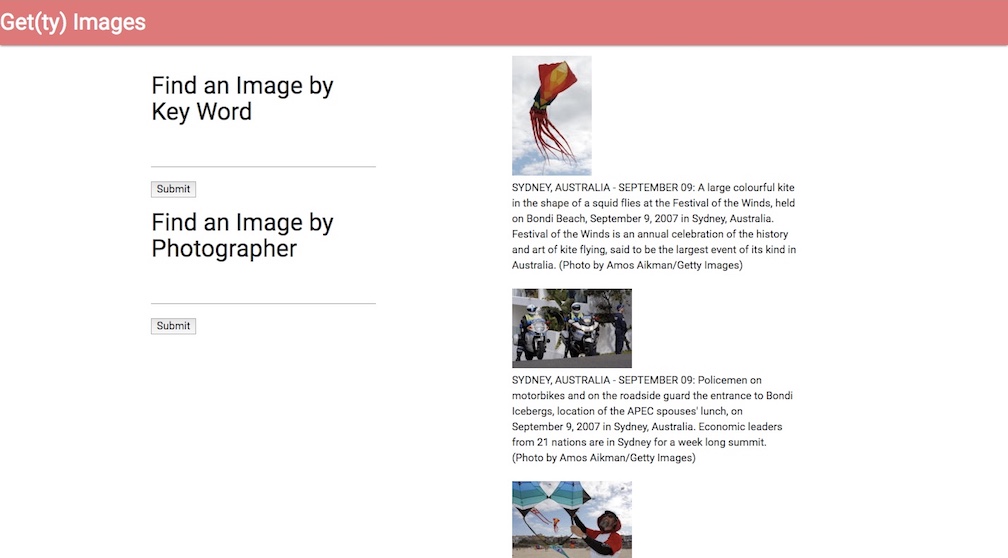 Get(ty) Images
Find an Image by
Key Word
Submit
Find an Image by
Photographer
Submit
SYDNEY, AUSTRALIA - SEPTEMBER 09: A large colourful kite
in the shape of a squid flies at the Festival of the Winds, held
on Bondi Beach, September 9, 2007 in Sydney, Australia.
Festival of the Winds is an annual celebration of the history
and art of kite flying, said to be the largest event of its kind in
Australia. (Photo by Amos Aikman/Getty Images)
SYDNEY, AUSTRALIA - SEPTEMBER 09: Policemen on
motorbikes and on the roadside guard the entrance to Bondi
Icebergs, location of the APEC spouses' lunch, on
September 9, 2007 in Sydney, Australia. Economic leaders
from 21 nations are in Sydney for a week long summit.
(Photo by Amos Aikman/Getty Images)